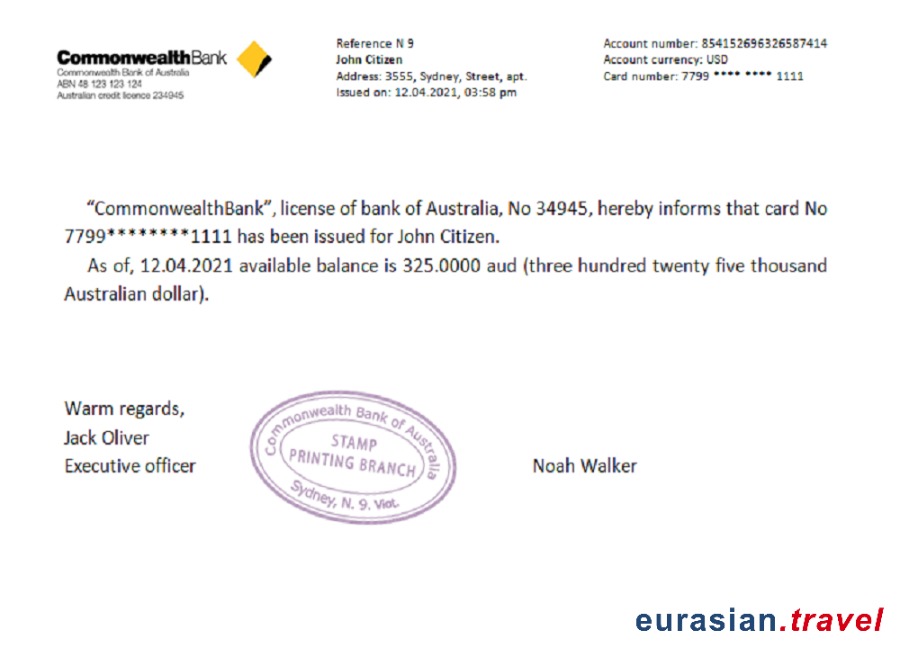 CommonwealthBank
Commonwealth Bank of Australia
ABN 48 123 123 124
Australian credit licence 234945
Reference N 9
John Citizen
Address: 3555, Sydney, Street, apt.
Issued on: 12.04.2021, 03:58 pm
Account number: 854152696326587414
Account currency: USD
Card number: 7799 **** **** 1111
“CommonwealthBank”, license of bank of Australia, No 34945, hereby informs that card No
7799********1111 has been issued for John Citizen.
As of, 12.04.2021 available balance is 325.0000 aud (three hundred twenty five thousand
Australian dollar).
Warm regards,
Jack Oliver
Executive officer
Commonwealth Bank of Australia
STAMP
PRINTING BRANCH
Sydney, N. 9. Viat.
Noah Walker
eurasian.travel